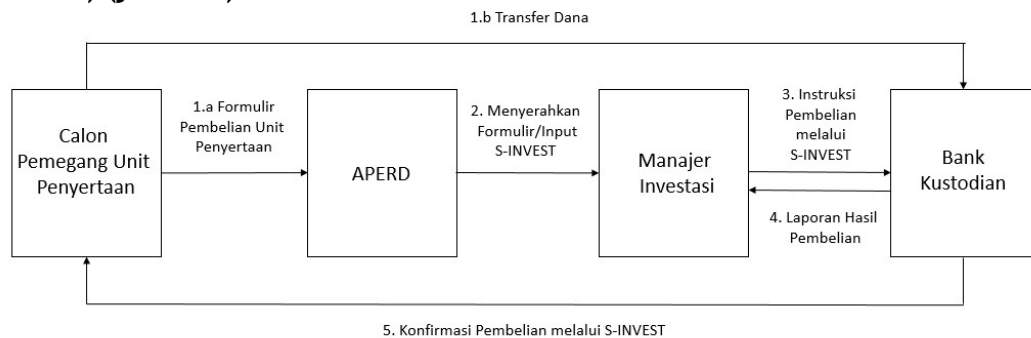 1.b Transfer Dana
Calon
Pemegang Unit
Penyertaan
1.a Formulir
Pembelian Unit
Penyertaan
APERD
2. Menyerahkan
Formulir/Input
S-INVEST
Manajer
Investasi
3. Instruksi
Pembelian
melalui
S-INVEST
4. Laporan Hasil
Pembelian
Bank
Kustodian
5. Konfirmasi Pembelian melalui S-INVEST